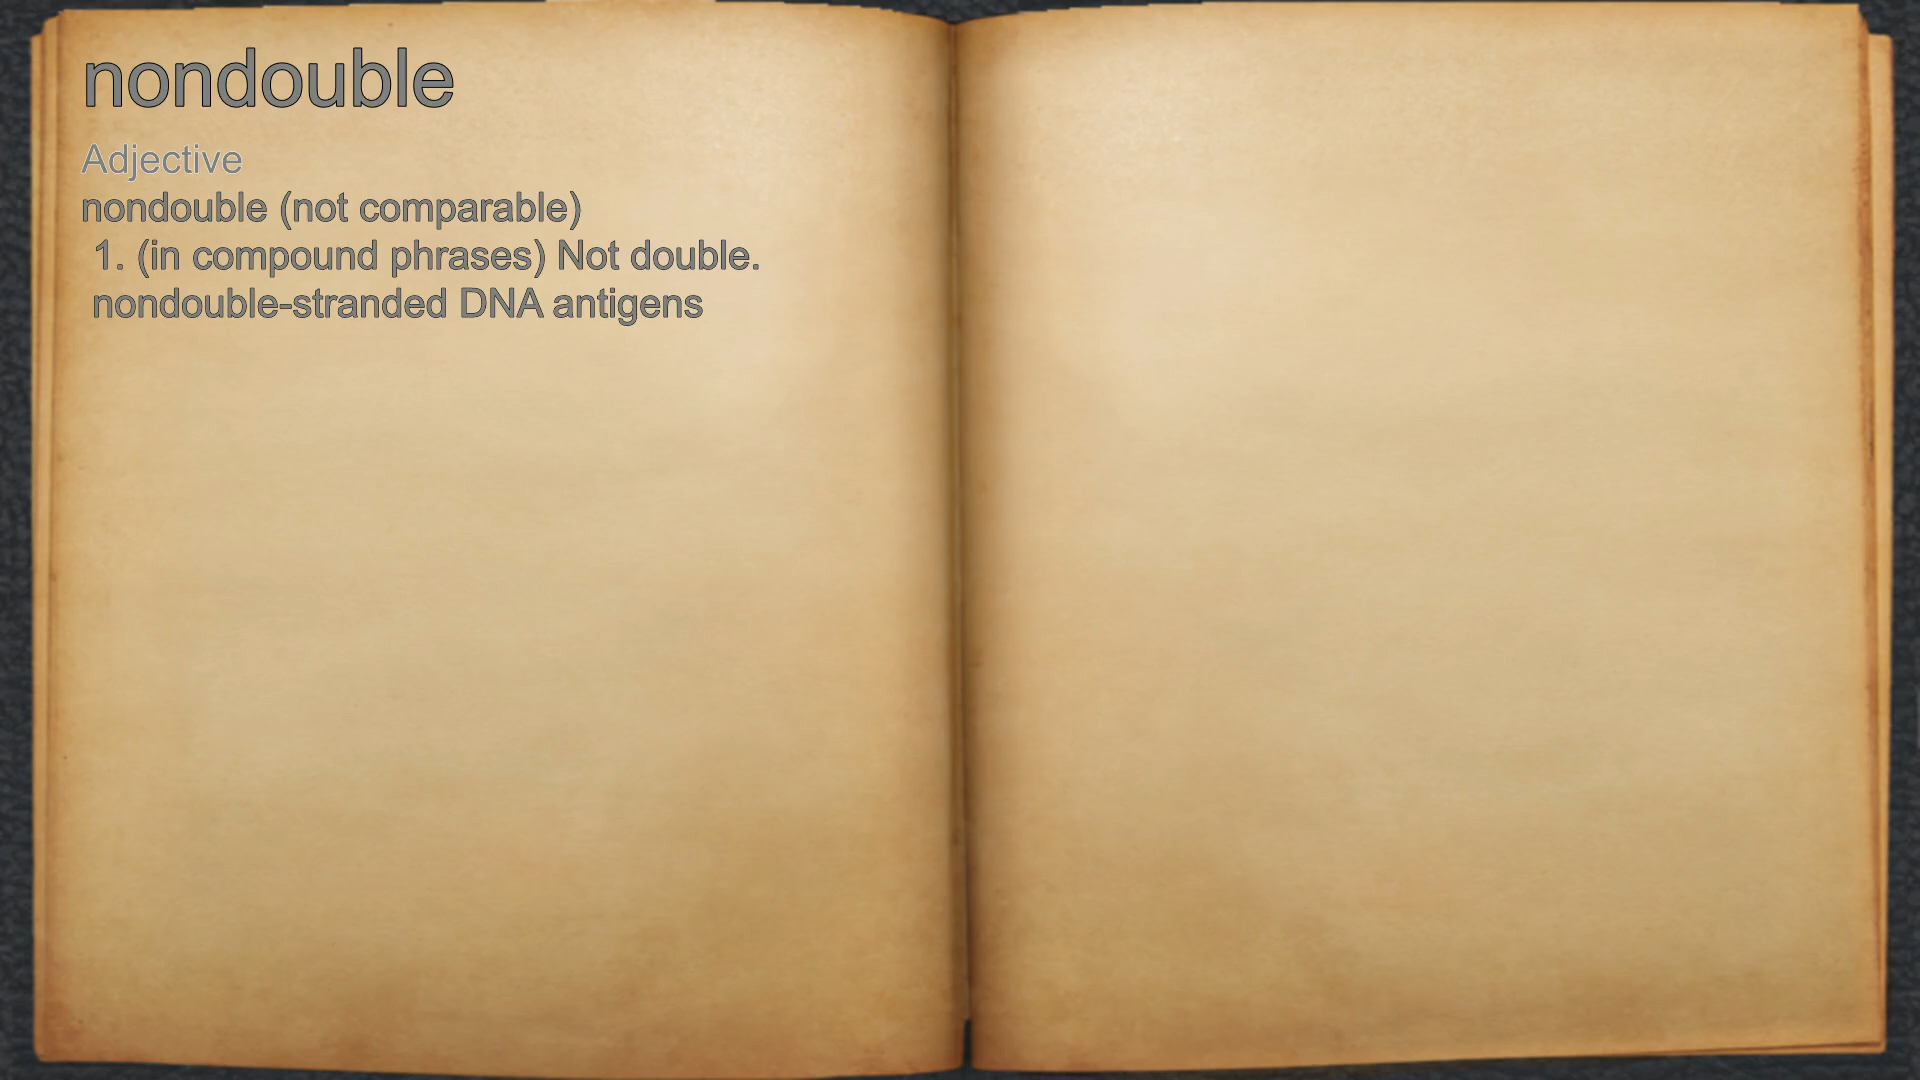 nondouble
Adjective
nondouble (not comparable)
1. (in compound phrases) Not double.
nondouble-stranded DNA antigens